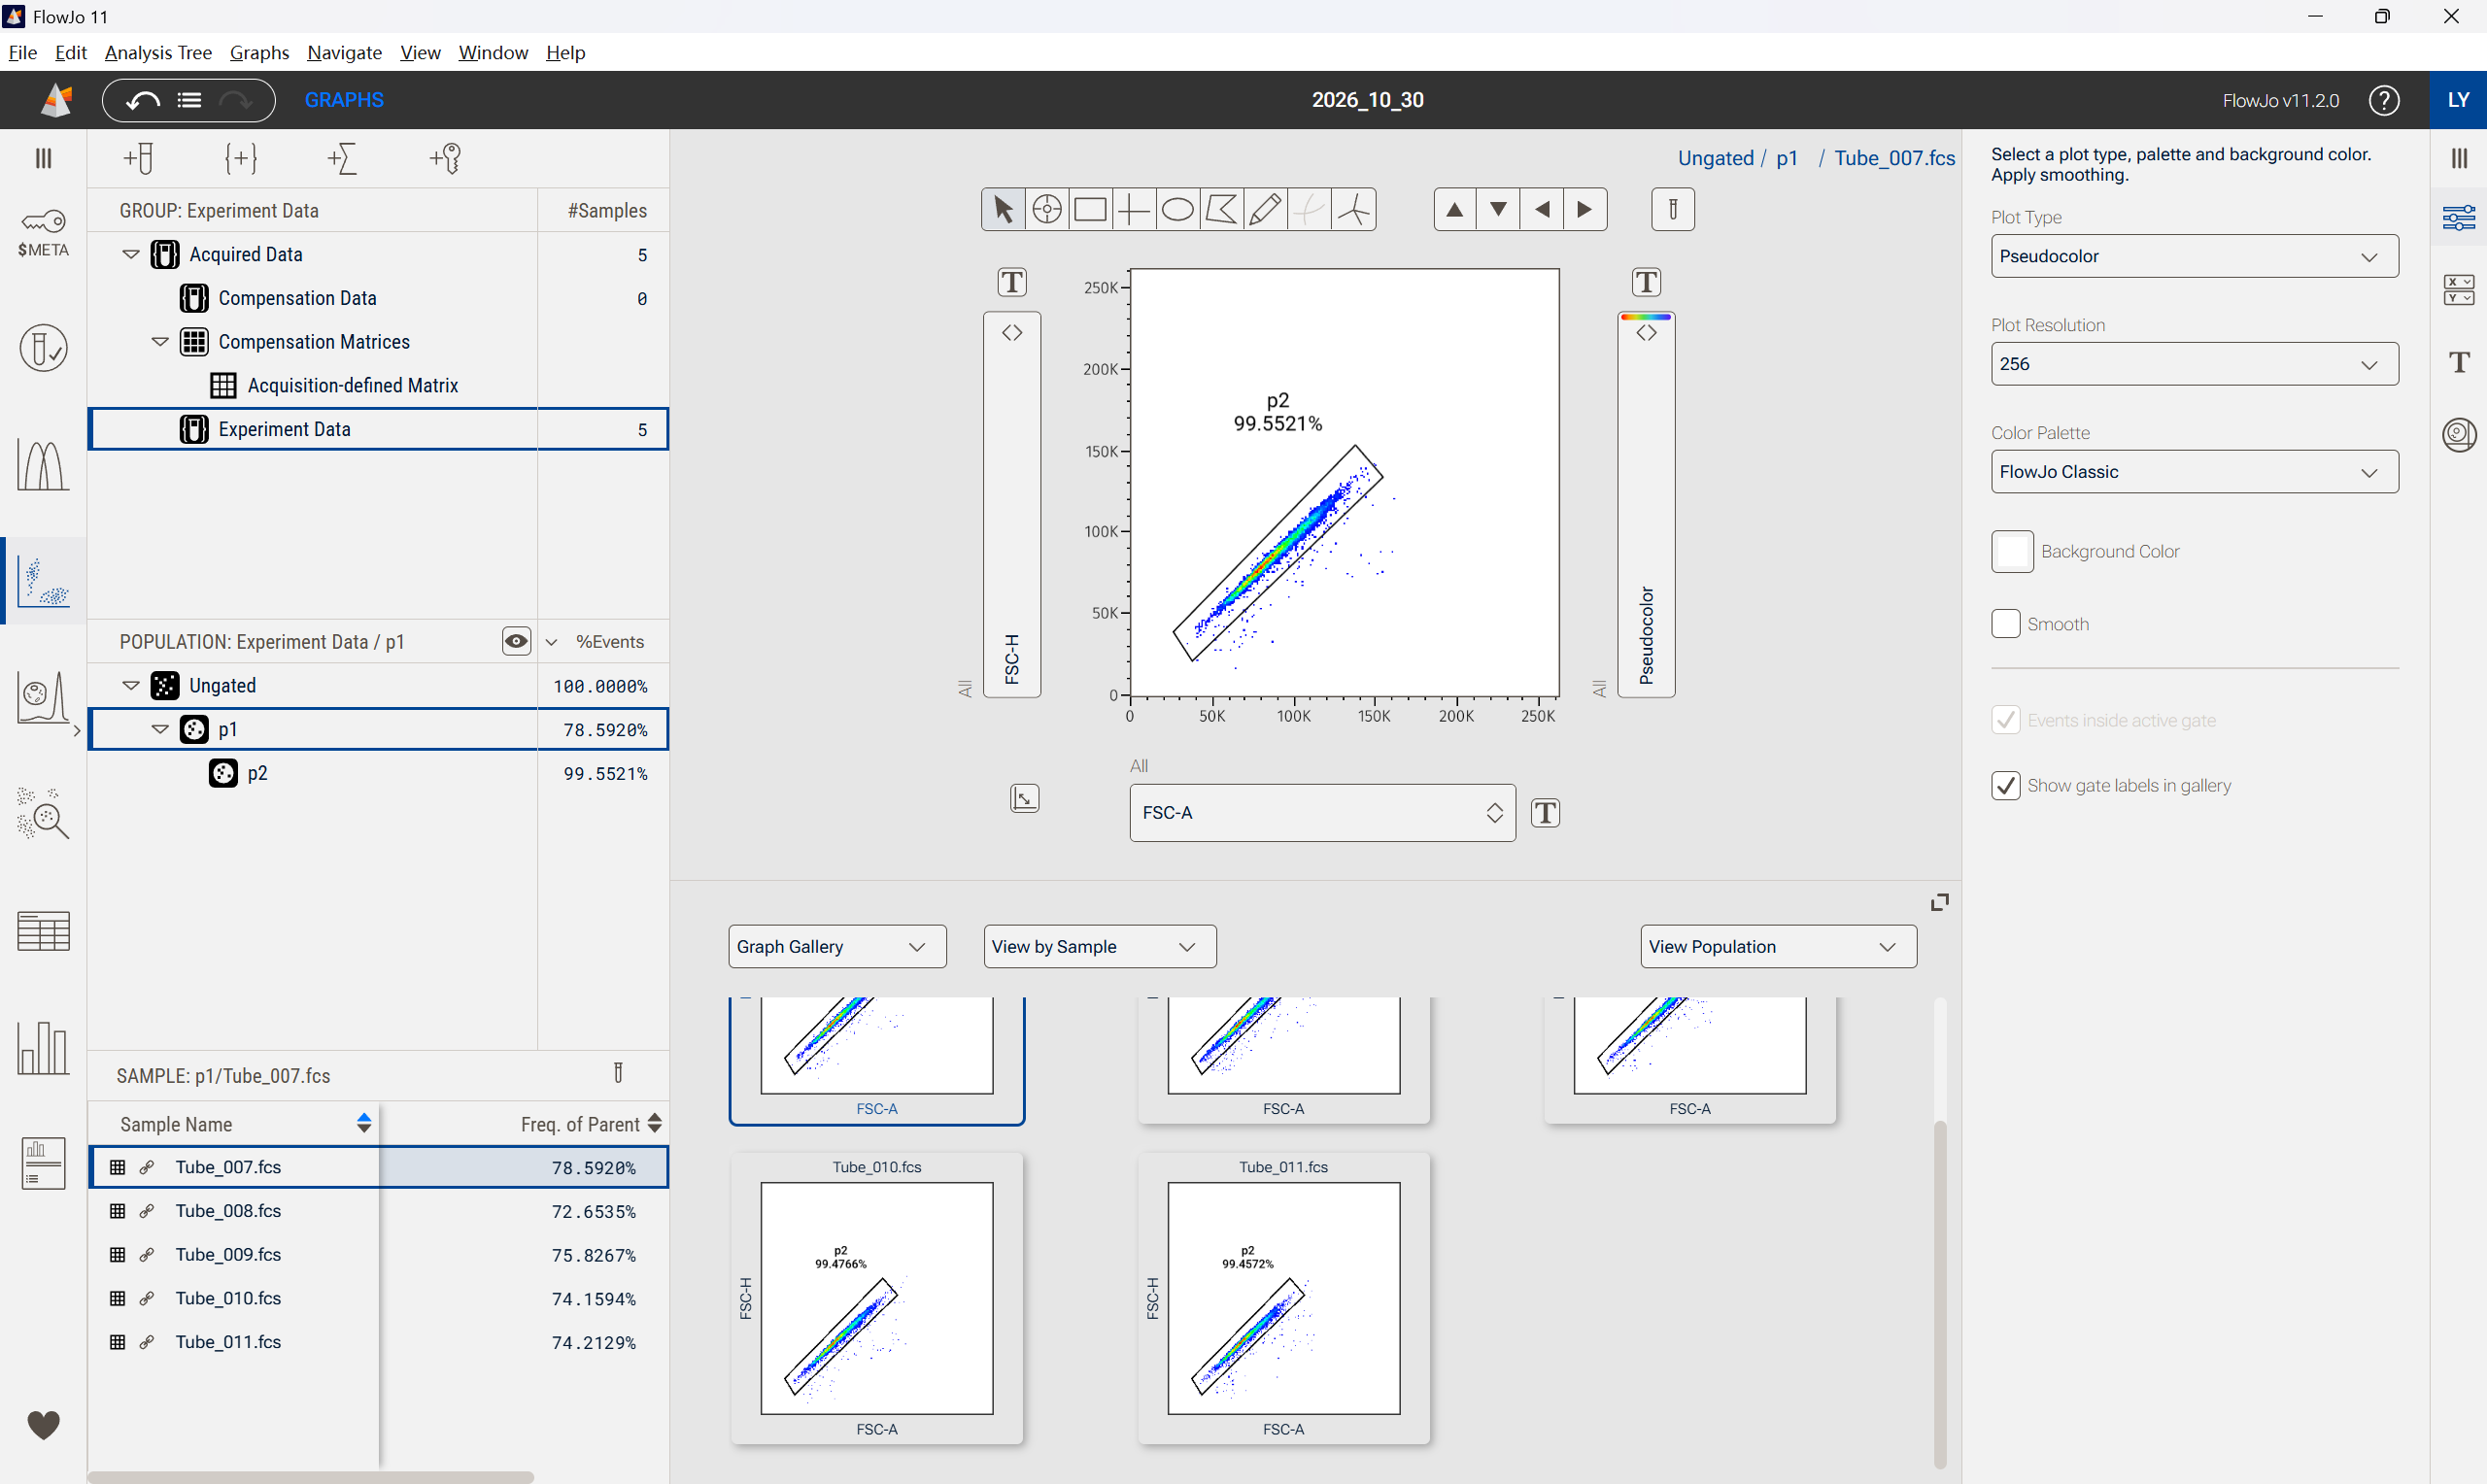 FlowJo 11
File Edit Analysis Tree Graphs Navigate View Window Help
GRAPHS
2026_10_30
FlowJo v11.2.0
?
LY
$META
GROUP: Experiment Data #Samples
Acquired Data 5
Compensation Data 0
Compensation Matrices
Acquisition-defined Matrix
Experiment Data 5
POPULATION: Experiment Data / p1 %Events
Ungated 100.0000%
p1 78.5920%
p2 99.5521%
SAMPLE: p1/Tube_007.fcs
Sample Name Freq. of Parent
Tube_007.fcs 78.5920%
Tube_008.fcs 72.6535%
Tube_009.fcs 75.8267%
Tube_010.fcs 74.1594%
Tube_011.fcs 74.2129%
Ungated / p1 / Tube_007.fcs
T
T
All
FSC-H
250K
200K
150K
100K
50K
0
p2
99.5521%
0 50K 100K 150K 200K 250K
All
Pseudocolor
All
FSC-A
T
Graph Gallery
View by Sample
View Population
FSC-A
FSC-A
FSC-A
Tube_010.fcs
p2
99.4766%
FSC-H
FSC-A
Tube_011.fcs
p2
99.4572%
FSC-H
FSC-A
Select a plot type, palette and background color.
Apply smoothing.
Plot Type
Pseudocolor
Plot Resolution
256
Color Palette
FlowJo Classic
Background Color
Smooth
Events inside active gate
Show gate labels in gallery
X
Y
T